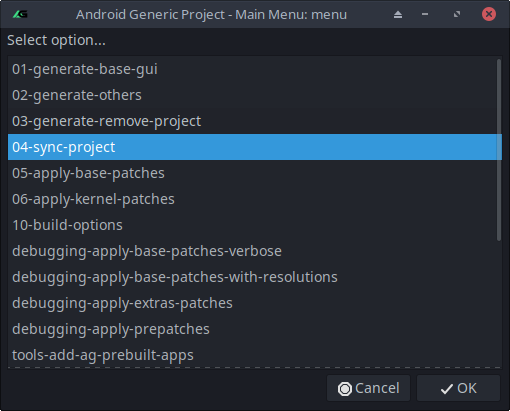 Android Generic Project - Main Menu: menu
Select option...
01-generate-base-gui
02-generate-others
03-generate-remove-project
04-sync-project
05-apply-base-patches
06-apply-kernel-patches
10-build-options
debugging-apply-base-patches-verbose
debugging-apply-base-patches-with-resolutions
debugging-apply-extras-patches
debugging-apply-prepatches
tools-add-ag-prebuilt-apps
Cancel OK